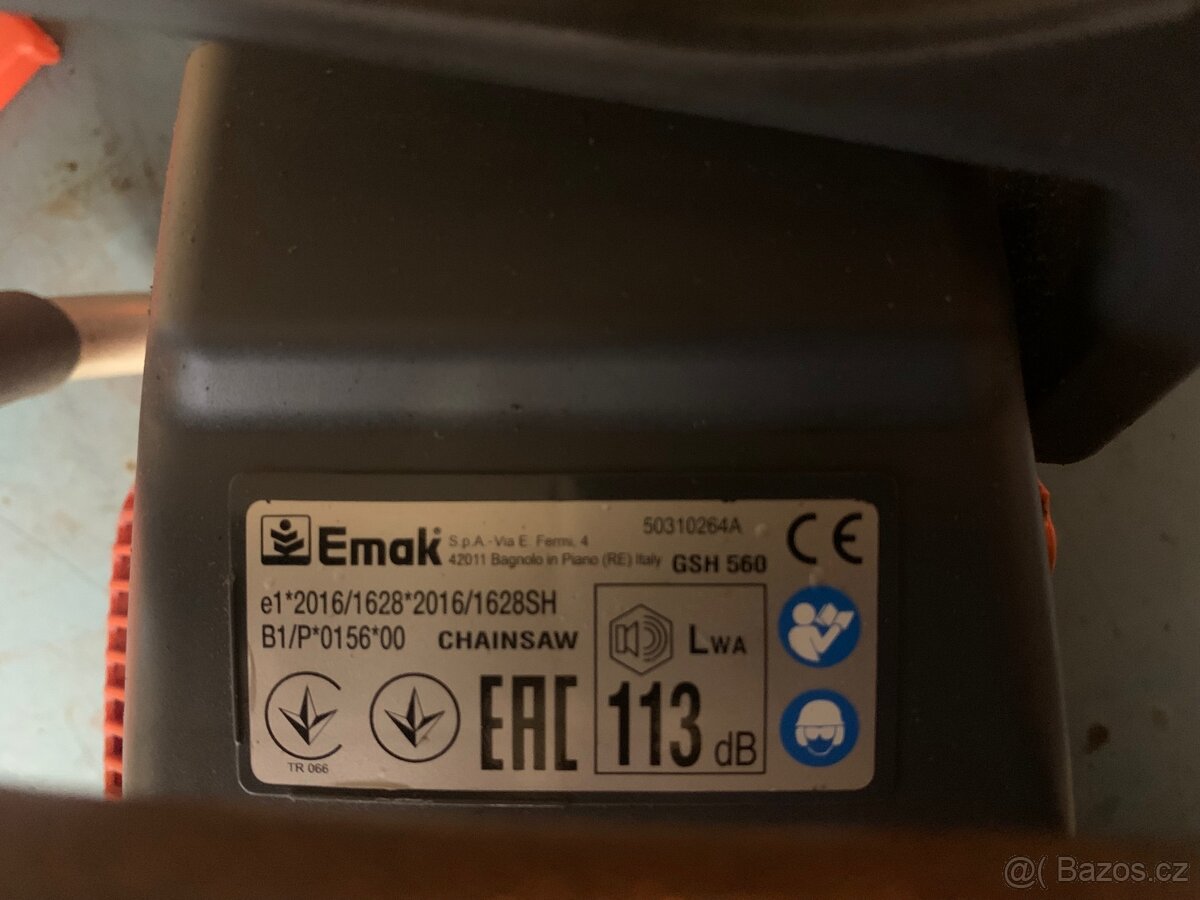 Emak
S.p.A.-Via E. Fermi, 4
42011 Bagnolo in Piano (RE) Italy
50310264A
GSH 560
CE
e1*2016/1628*2016/1628SH
B1/P*0156*00
CHAINSAW
LWA
113 dB
TR 066
EAC
@( Bazos.cz